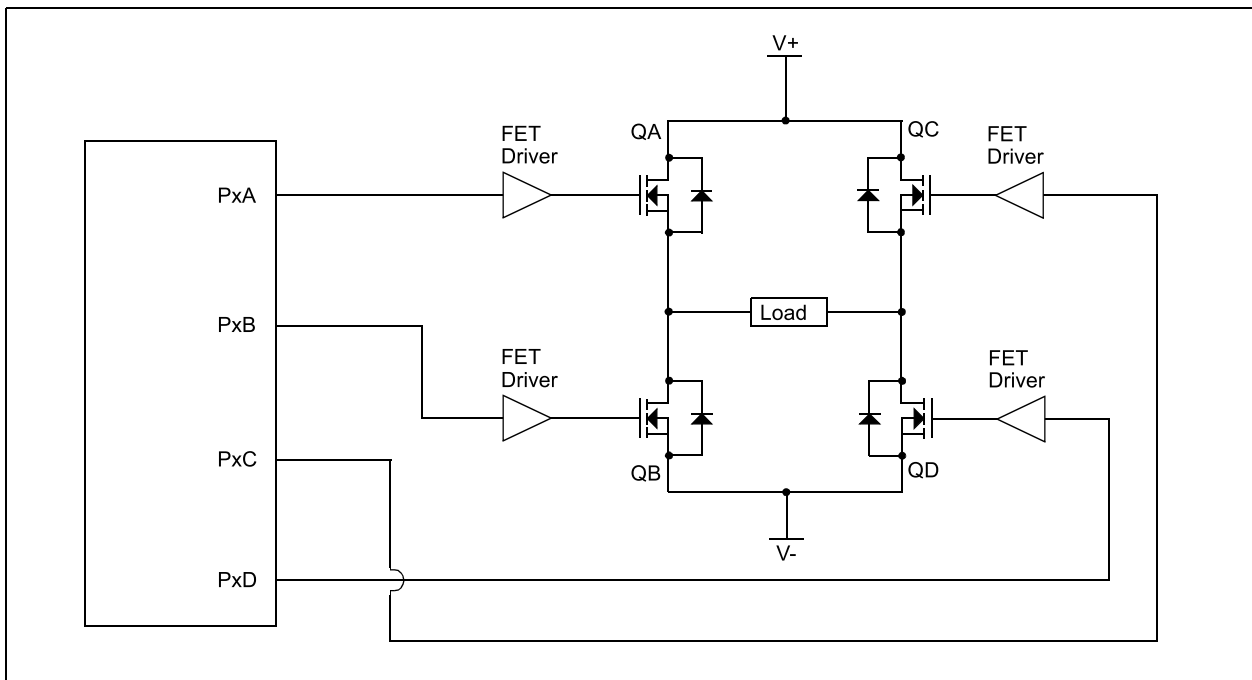 V+
QA
QC
FET
Driver
FET
Driver
PxA
Load
PxB
FET
Driver
FET
Driver
PxC
QB
QD
V-
PxD